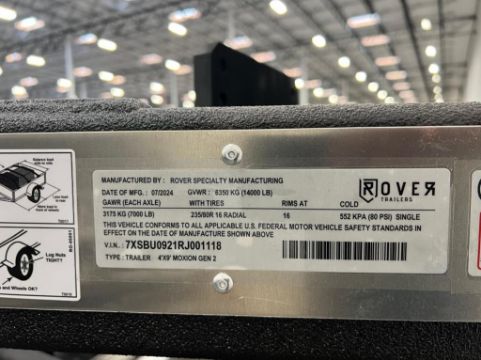 MANUFACTURED BY : ROVER SPECIALTY MANUFACTURING
DATE OF MFG. : 07/2024 GVWR : 6350 KG (14000 LB)
ROVER
TRAILERS
GAWR (EACH AXLE) WITH TIRES RIMS AT COLD
3175 KG (7000 LB) 235/80R 16 RADIAL 16 552 KPA (80 PSI) SINGLE
THIS VEHICLE CONFORMS TO ALL APPLICABLE U.S. FEDERAL MOTOR VEHICLE SAFETY STANDARDS IN
EFFECT ON THE DATE OF MANUFACTURE SHOWN ABOVE
V.I.N. : 7XSBU0921RJ001118
TYPE : TRAILER 4'X9' MOXION GEN 2
Lug Nuts
TIGHT?
and Wheels OK?